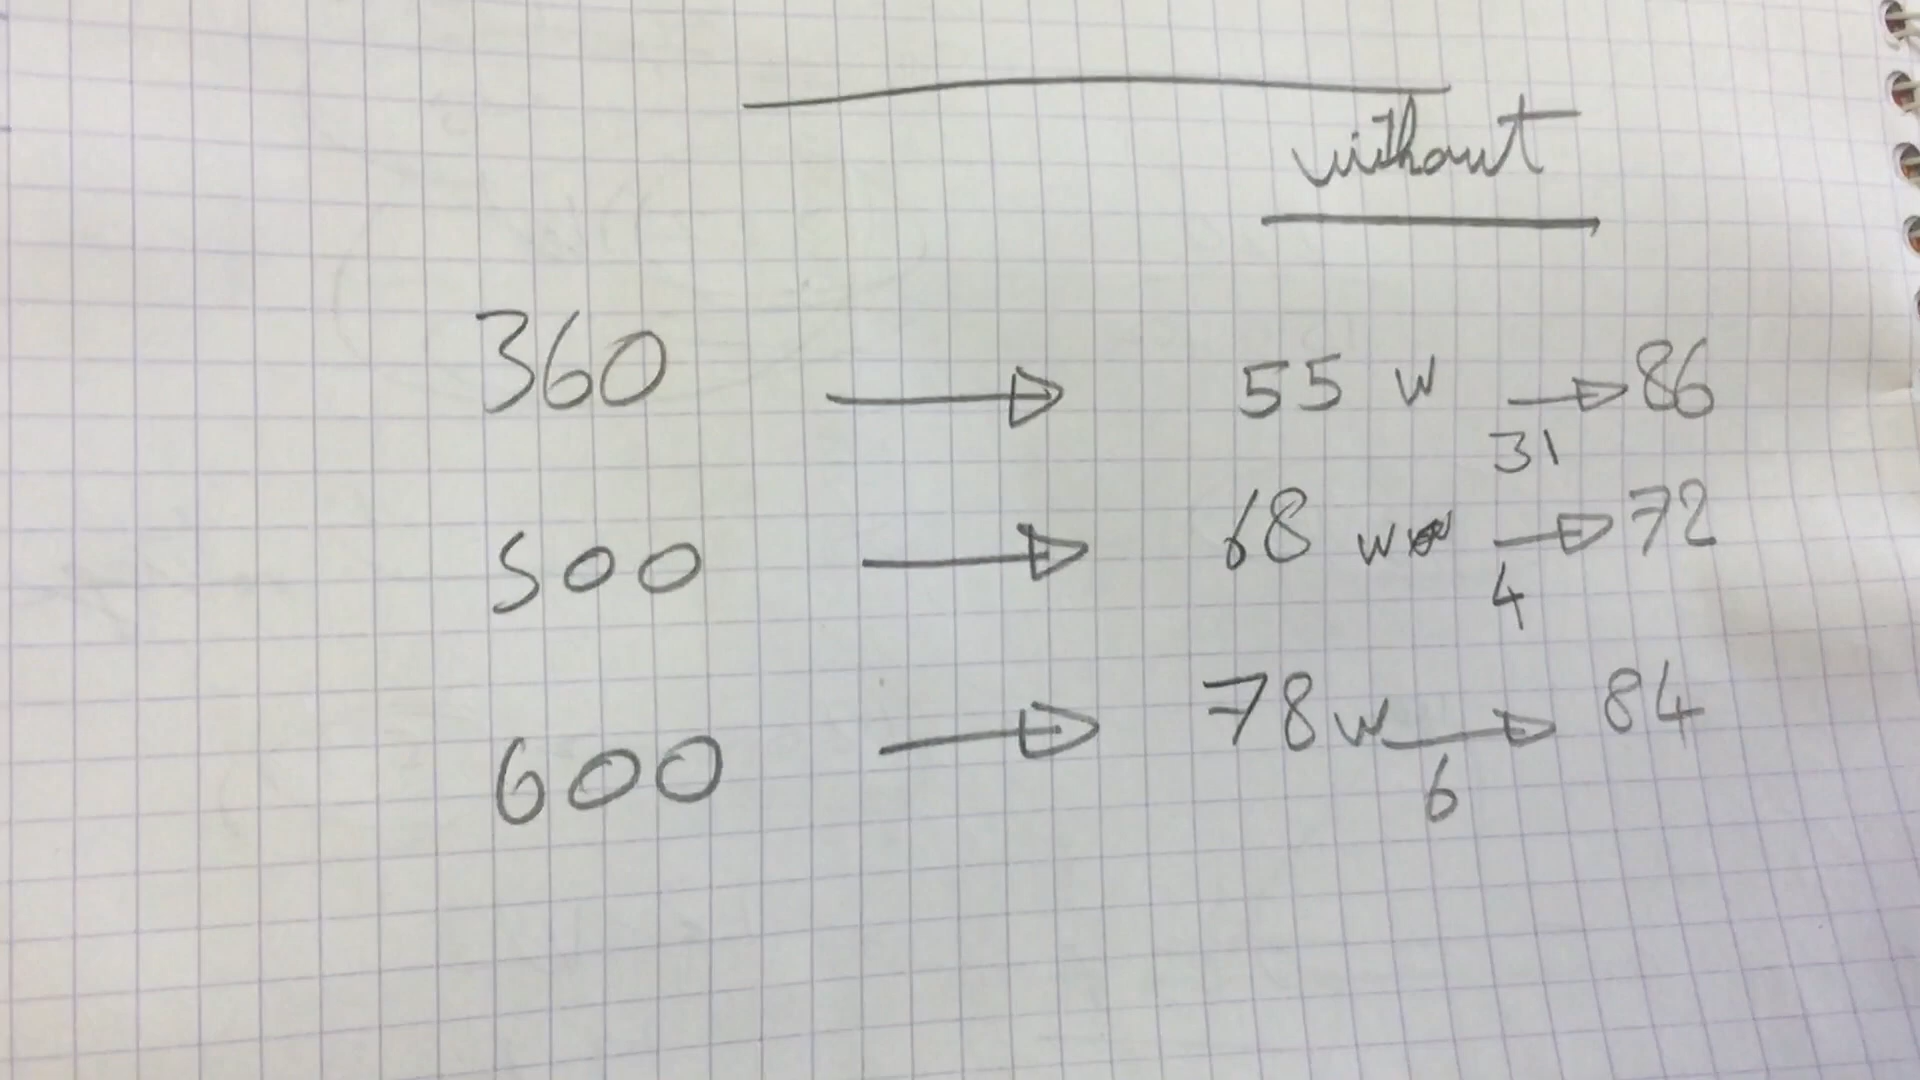 without
360 → 55 w → 86
31
500 → 68 w → 72
4
600 → 78 w → 84
6